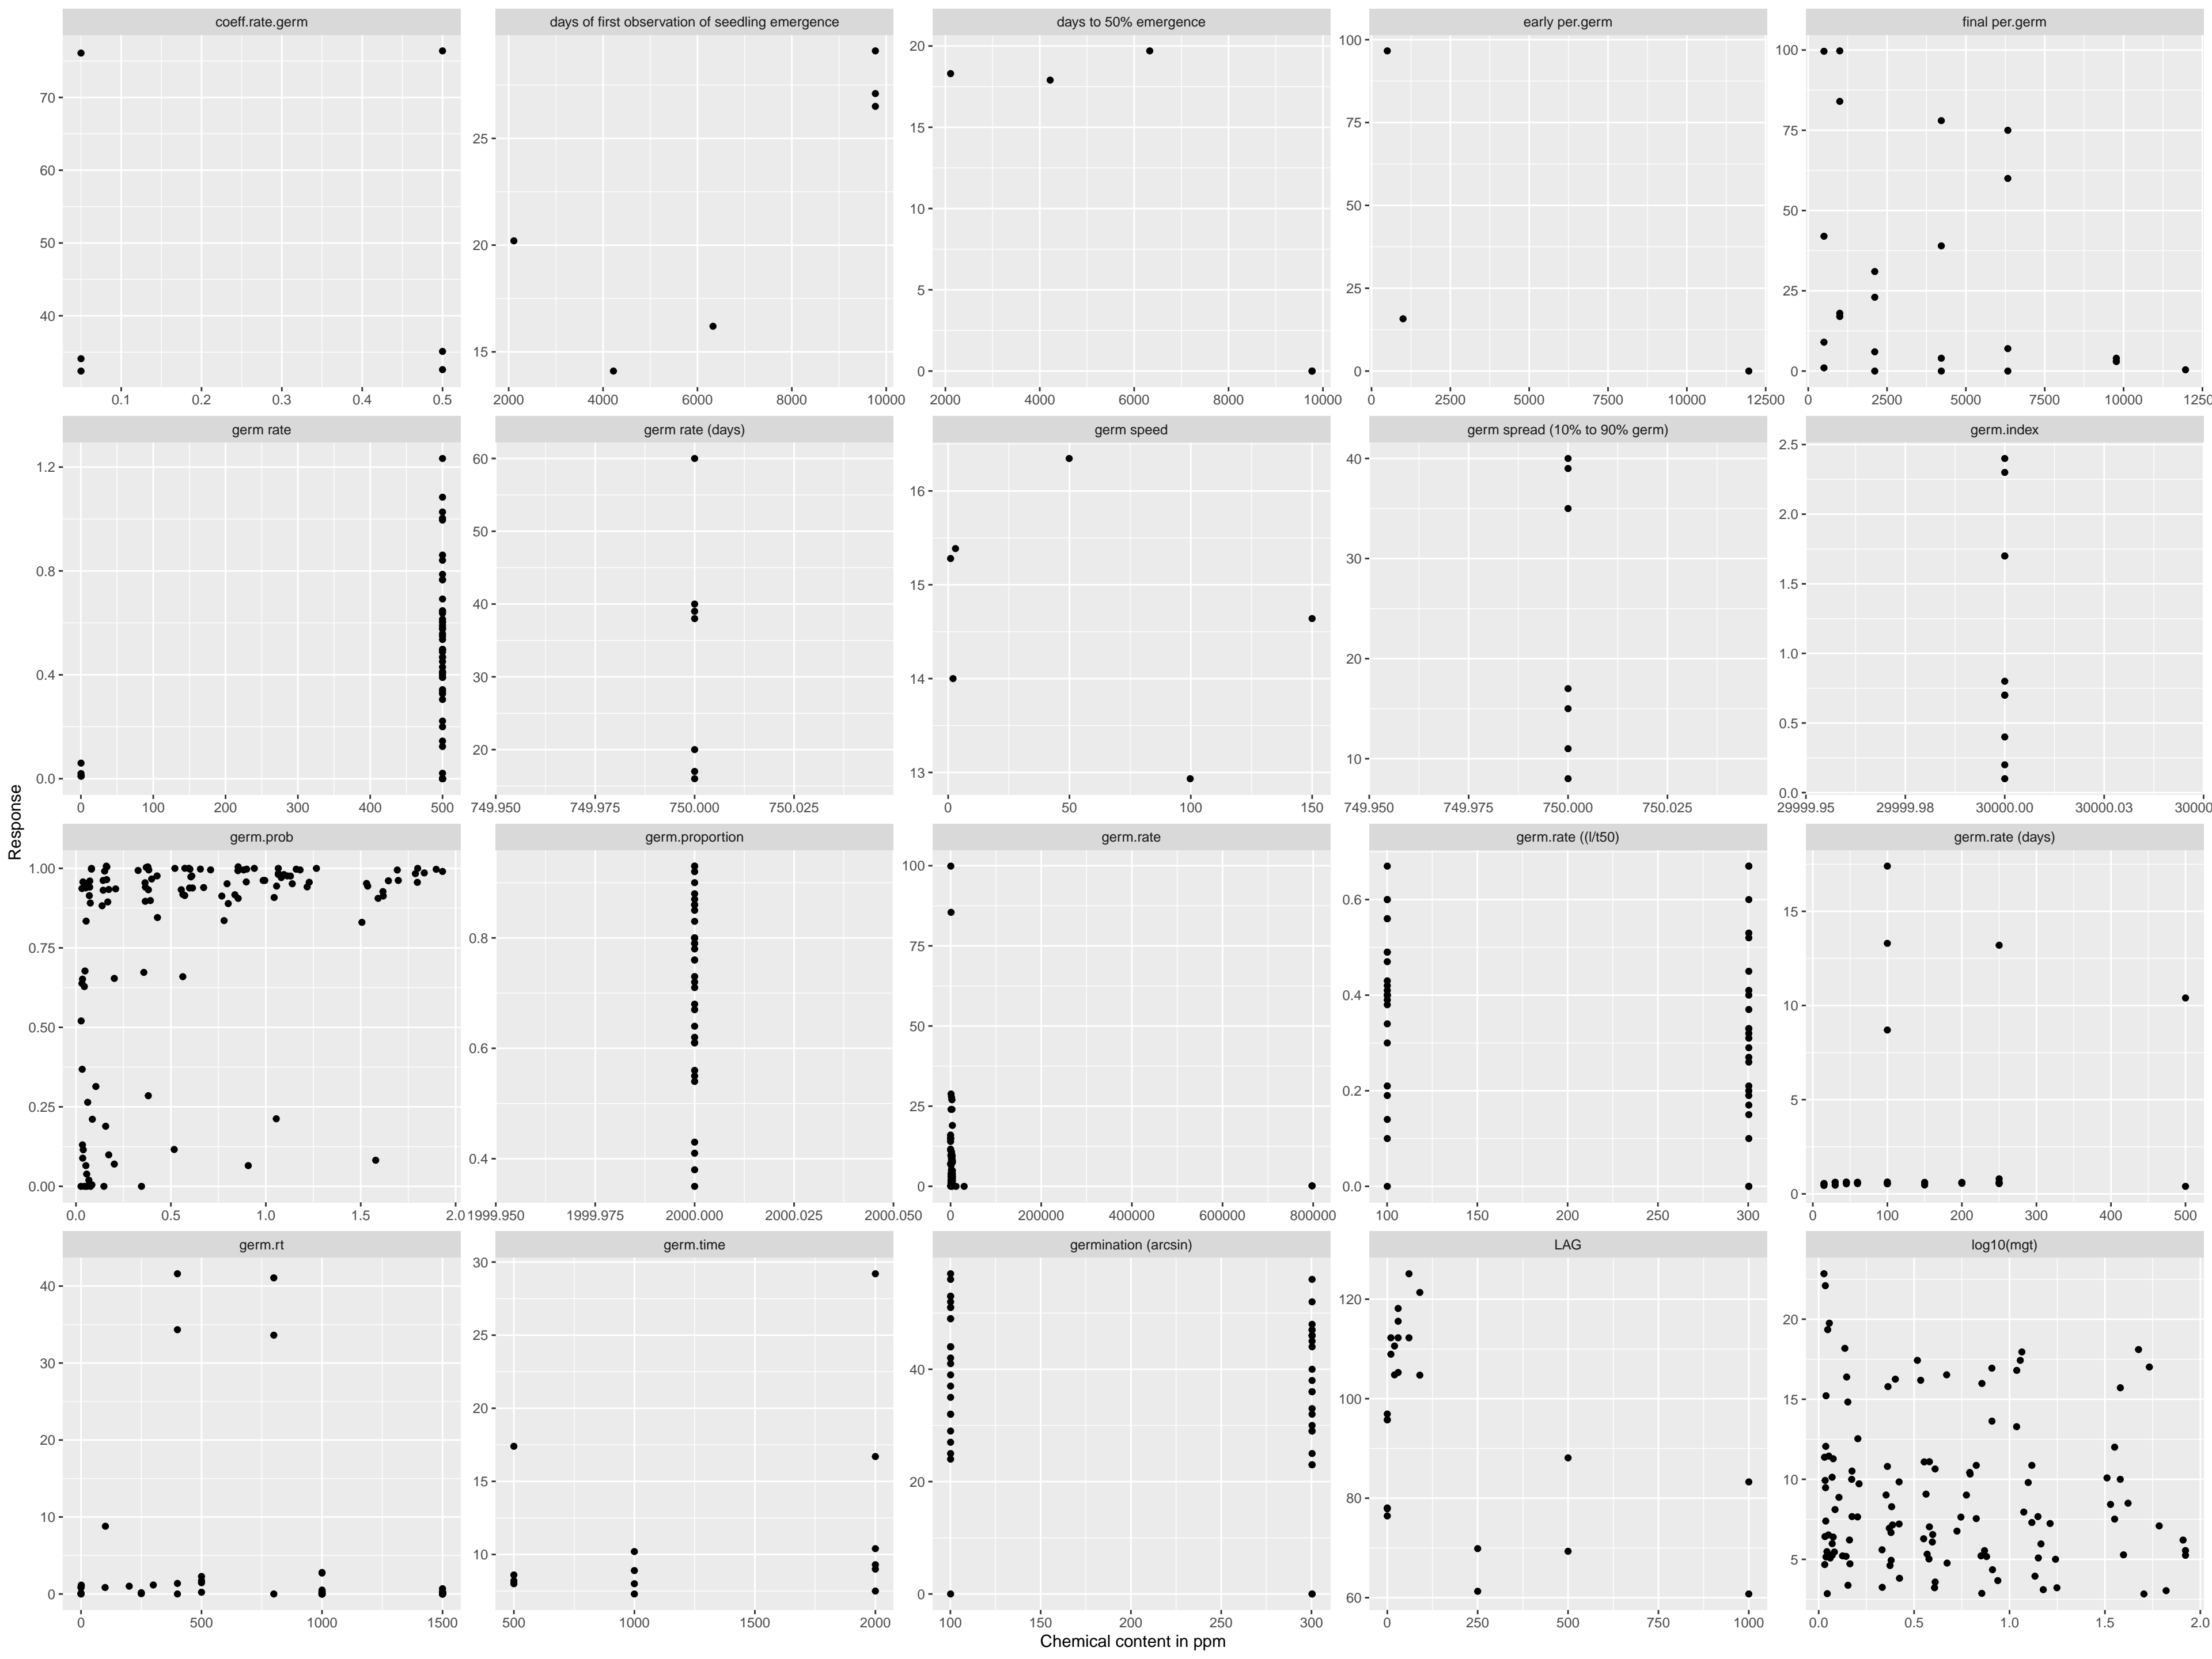 coeff.rate.germ
days of first observation of seedling emergence
days to 50% emergence
early per.germ
final per.germ
70
60
50
40
0.1 0.2 0.3 0.4 0.5
25
20
15
2000 4000 6000 8000 10000
20
15
10
5
0
2000 4000 6000 8000 10000
100
75
50
25
0
0 2500 5000 7500 10000 12500
100
75
50
25
0
0 2500 5000 7500 10000 1250
germ rate
germ rate (days)
germ speed
germ spread (10% to 90% germ)
germ.index
1.2
0.8
0.4
0.0
0 100 200 300 400 500
60
50
40
30
20
749.950 749.975 750.000 750.025
16
15
14
13
0 50 100 150
40
30
20
10
749.950 749.975 750.000 750.025
2.5
2.0
1.5
1.0
0.5
0.0
29999.95 29999.98 30000.00 30000.03 30000
Response
germ.prob
germ.proportion
germ.rate
germ.rate ((l/t50)
germ.rate (days)
1.00
0.75
0.50
0.25
0.00
0.0 0.5 1.0 1.5 2.0
0.8
0.6
0.4
1999.950 1999.975 2000.000 2000.025 2000.050
100
75
50
25
0
0 200000 400000 600000 800000
0.6
0.4
0.2
0.0
100 150 200 250 300
15
10
5
0
0 100 200 300 400 500
germ.rt
germ.time
germination (arcsin)
LAG
log10(mgt)
40
30
20
10
0
0 500 1000 1500
30
25
20
15
10
500 1000 1500 2000
40
20
0
100 150 200 250 300
120
100
80
60
0 250 500 750 1000
20
15
10
5
0.0 0.5 1.0 1.5 2.0
Chemical content in ppm